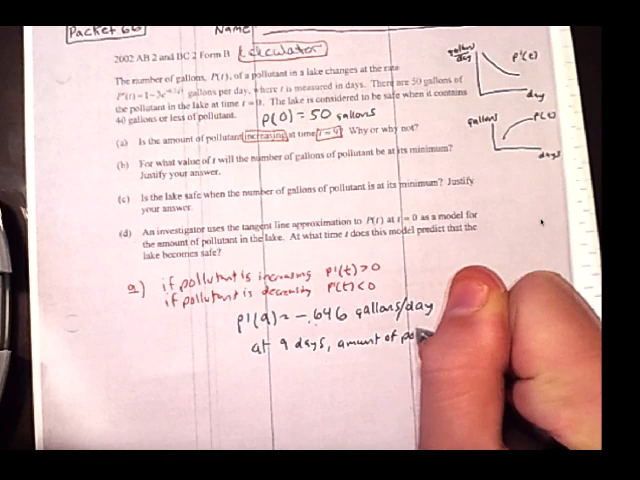 Packet 66
Name
2002 AB 2 and BC 2 Form B Calculator
The number of gallons, P(t), of a pollutant in a lake changes at the rate
gallons per day, where t is measured in days. There are 50 gallons of
the pollutant in the lake at time t = 0. The lake is considered to be safe when it contains
40 gallons or less of pollutant. P(0) = 50 gallons
(a) Is the amount of pollutant increasing at time t = 9? Why or why not?
(b) For what value of t will the number of gallons of pollutant be at its minimum?
Justify your answer.
(c) Is the lake safe when the number of gallons of pollutant is at its minimum? Justify
your answer.
(d) An investigator uses the tangent line approximation to P(t) at t = 0 as a model for
the amount of pollutant in the lake. At what time t does this model predict that the
lake becomes safe?
gallons
day
P'(t)
day
gallons
P(t)
days
a) if pollutant is increasing P'(t) > 0
if pollutant is decreasing P'(t) < 0
P'(9) = -.646 gallons/day
at 9 days, amount of po